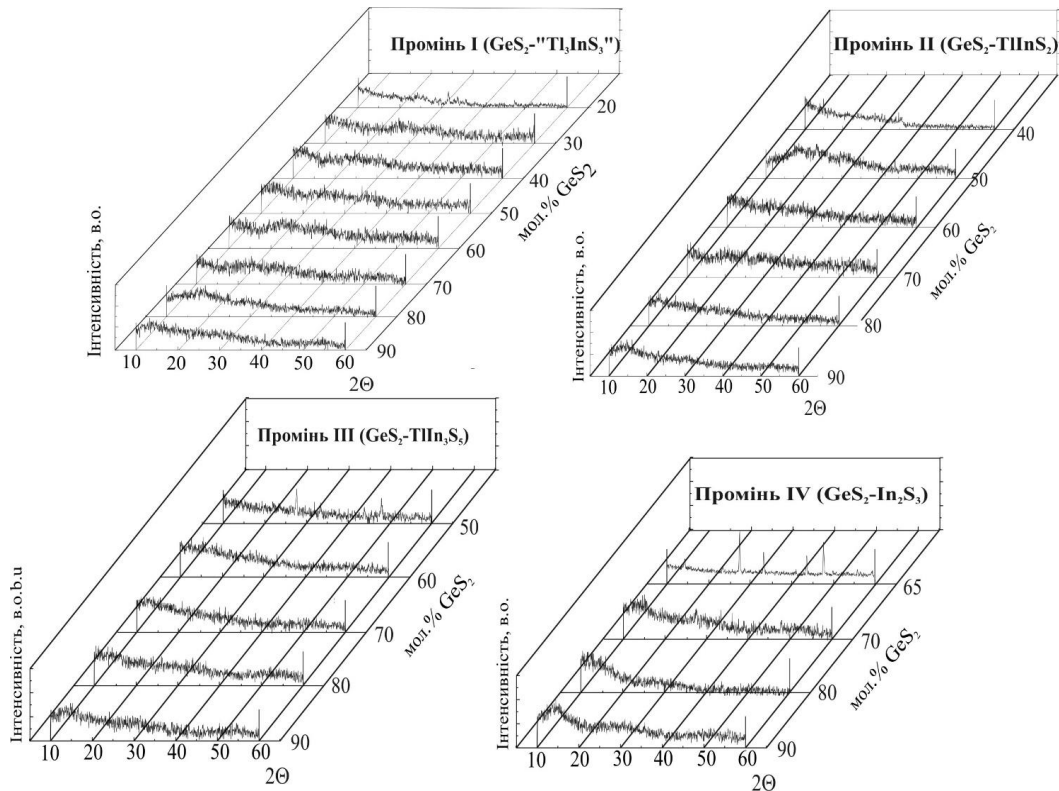 Промінь I (GeS₂-"Tl₃InS₃")
20
30
40
50
60
70
80
90
мол.% GeS2
Інтенсивність, в.о.
10 20 30 40 50 60
2Θ
Промінь II (GeS₂-TlInS₂)
40
50
60
70
80
90
мол.% GeS₂
Інтенсивність, в.о.
10 20 30 40 50 60
2Θ
Промінь III (GeS₂-TlIn₃S₅)
50
60
70
80
90
мол.% GeS₂
Інтенсивність, в.о.b.u
10 20 30 40 50 60
2Θ
Промінь IV (GeS₂-In₂S₃)
65
70
80
90
мол.% GeS₂
Інтенсивність, в.о.
10 20 30 40 50 60
2Θ